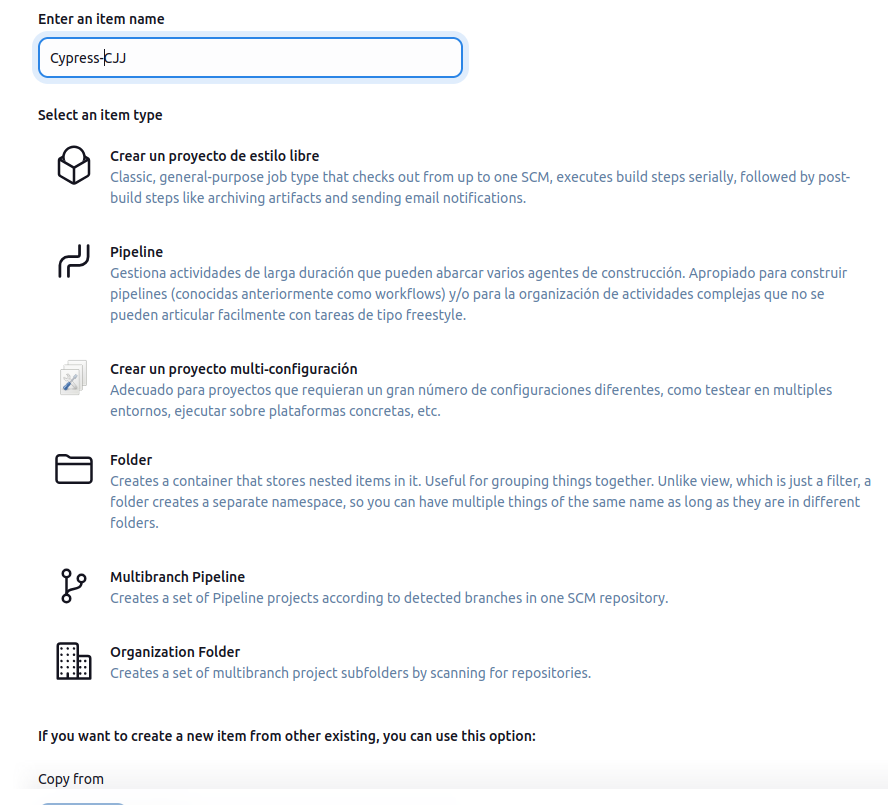 Enter an item name
Cypress-CJJ
Select an item type
Crear un proyecto de estilo libre
Classic, general-purpose job type that checks out from up to one SCM, executes build steps serially, followed by post-
build steps like archiving artifacts and sending email notifications.
Pipeline
Gestiona actividades de larga duración que pueden abarcar varios agentes de construcción. Apropiado para construir
pipelines (conocidas anteriormente como workflows) y/o para la organización de actividades complejas que no se
pueden articular facilmente con tareas de tipo freestyle.
Crear un proyecto multi-configuración
Adecuado para proyectos que requieran un gran número de configuraciones diferentes, como testear en multiples
entornos, ejecutar sobre plataformas concretas, etc.
Folder
Creates a container that stores nested items in it. Useful for grouping things together. Unlike view, which is just a filter, a
folder creates a separate namespace, so you can have multiple things of the same name as long as they are in different
folders.
Multibranch Pipeline
Creates a set of Pipeline projects according to detected branches in one SCM repository.
Organization Folder
Creates a set of multibranch project subfolders by scanning for repositories.
If you want to create a new item from other existing, you can use this option:
Copy from